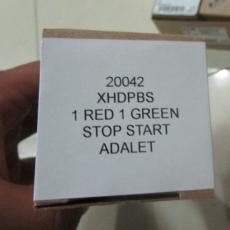 20042
XHDPBS
1 RED 1 GREEN
STOP START
ADALET